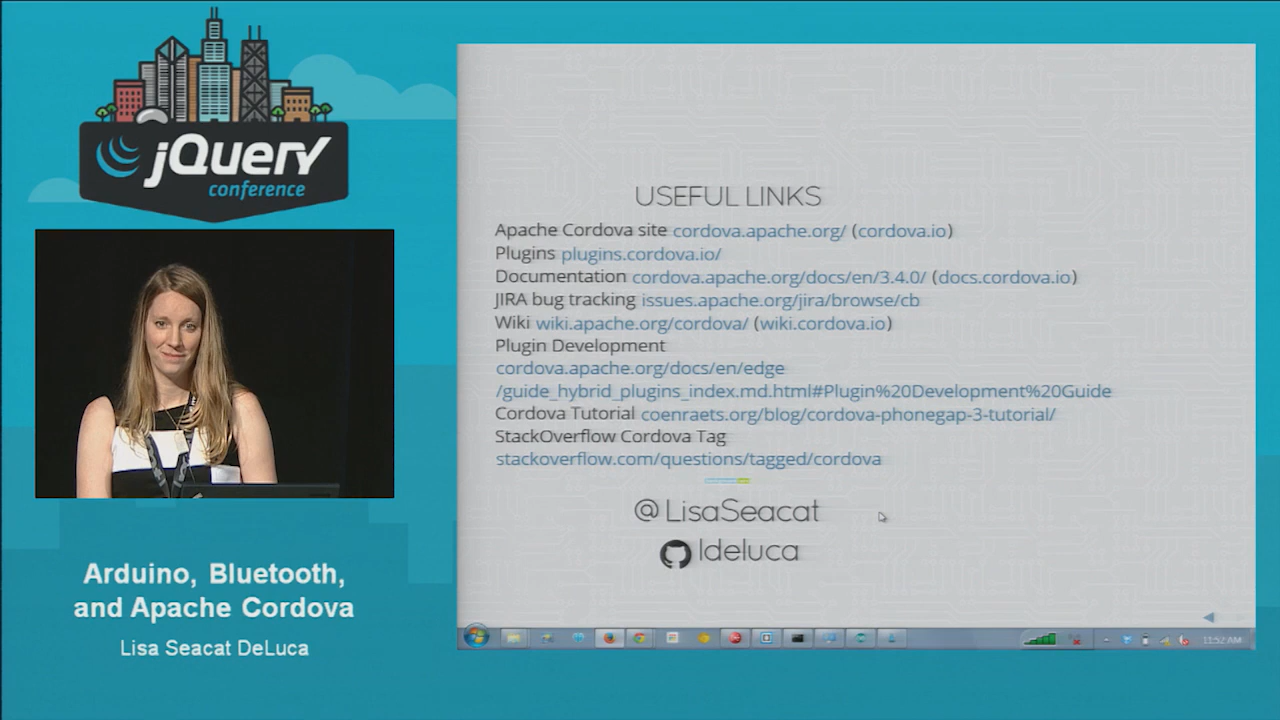 jQuery
conference
Arduino, Bluetooth,
and Apache Cordova
Lisa Seacat DeLuca
USEFUL LINKS
Apache Cordova site cordova.apache.org/ (cordova.io)
Plugins plugins.cordova.io/
Documentation cordova.apache.org/docs/en/3.4.0/ (docs.cordova.io)
JIRA bug tracking issues.apache.org/jira/browse/cb
Wiki wiki.apache.org/cordova/ (wiki.cordova.io)
Plugin Development
cordova.apache.org/docs/en/edge
/guide_hybrid_plugins_index.md.html#Plugin%20Development%20Guide
Cordova Tutorial coenraets.org/blog/cordova-phonegap-3-tutorial/
StackOverflow Cordova Tag
stackoverflow.com/questions/tagged/cordova
@LisaSeacat
ldeluca
11:52 AM